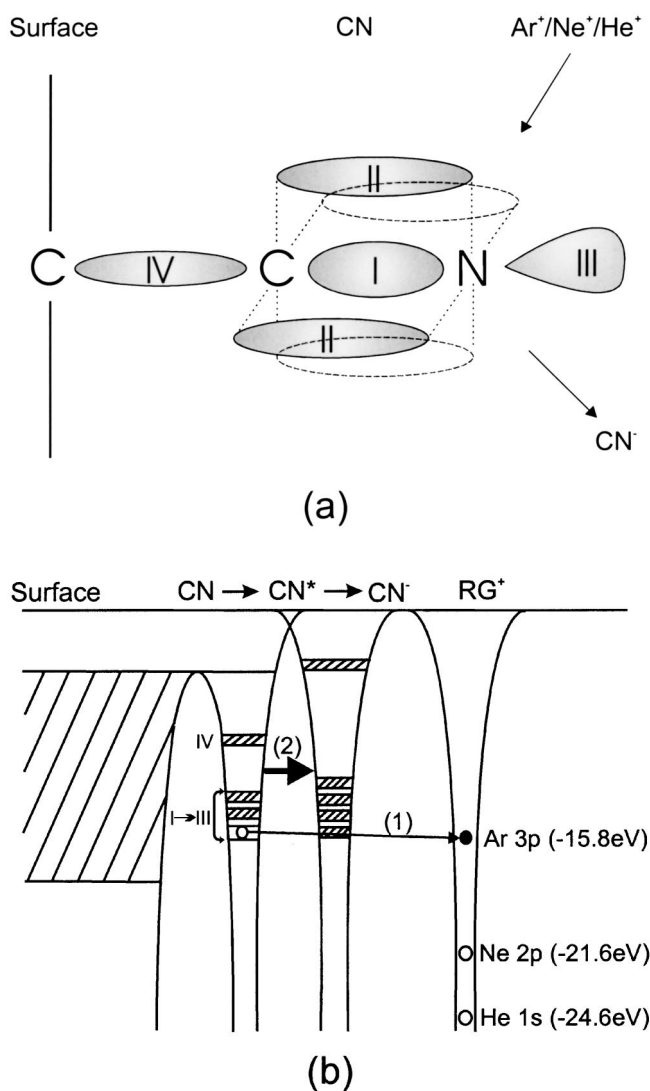 Surface CN Ar⁺/Ne⁺/He⁺
II
C IV C I N III
II
CN⁻
(a)
Surface CN → CN* → CN⁻ RG⁺
IV (2)
I→III
(1) Ar 3p (-15.8eV)
Ne 2p (-21.6eV)
He 1s (-24.6eV)
(b)